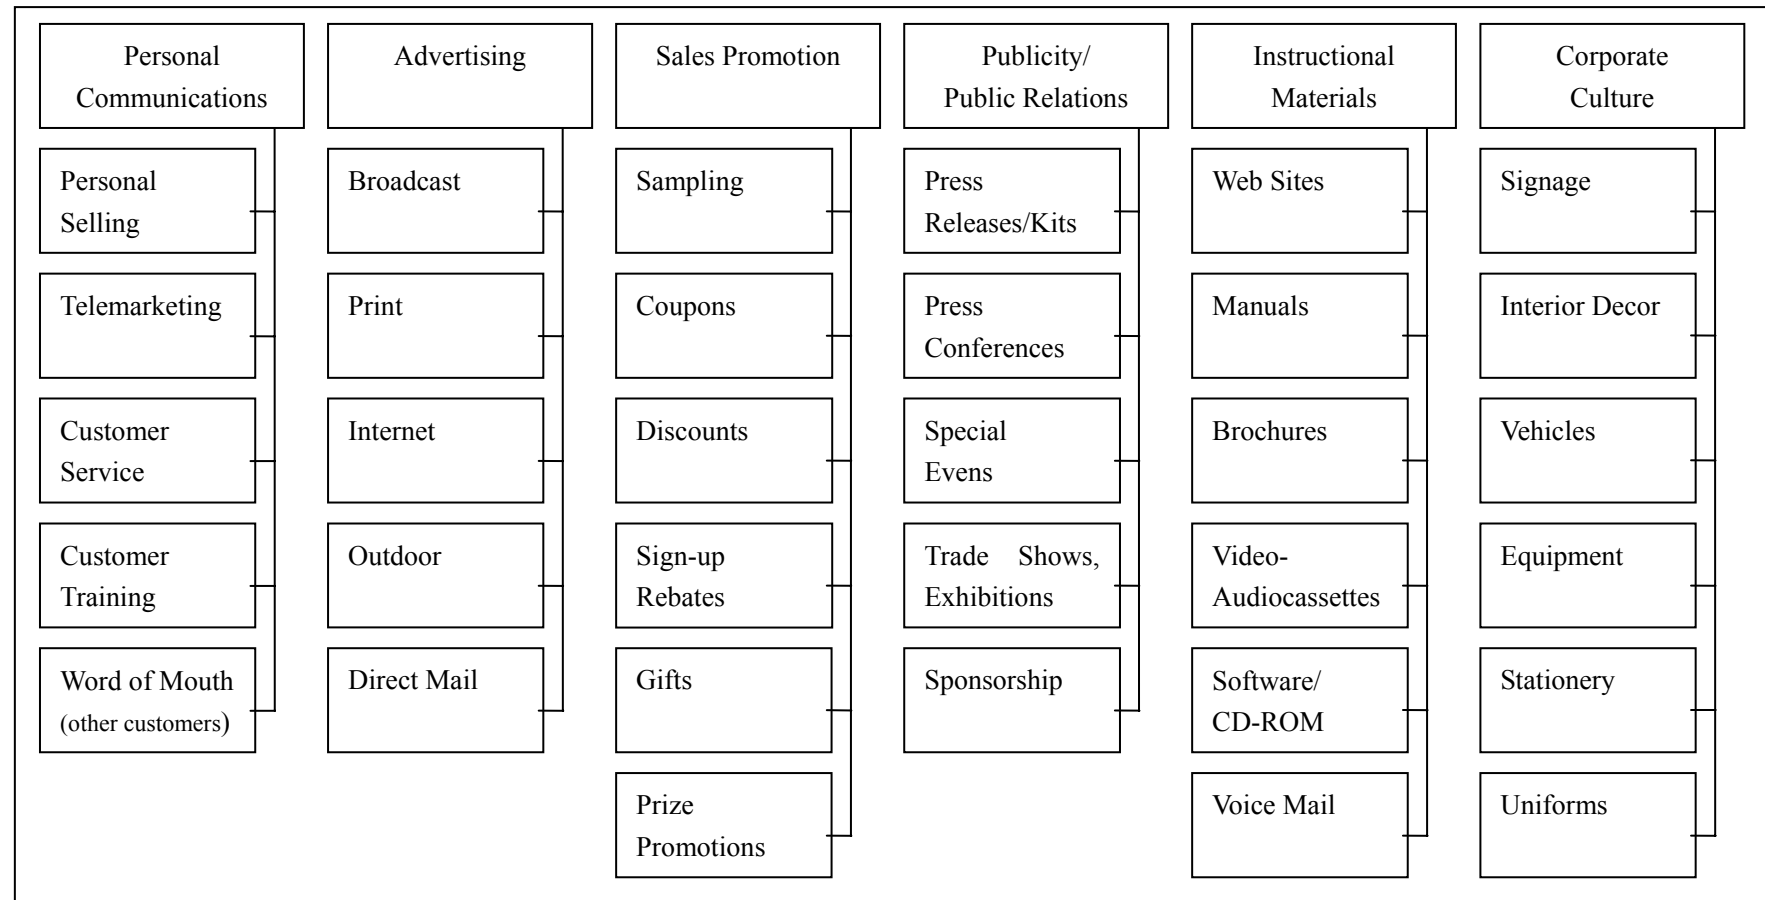 Personal
Communications
Personal
Selling
Telemarketing
Customer
Service
Customer
Training
Word of Mouth
(other customers)
Advertising
Broadcast
Print
Internet
Outdoor
Direct Mail
Sales Promotion
Sampling
Coupons
Discounts
Sign-up
Rebates
Gifts
Prize
Promotions
Publicity/
Public Relations
Press
Releases/Kits
Press
Conferences
Special
Evens
Trade Shows,
Exhibitions
Sponsorship
Instructional
Materials
Web Sites
Manuals
Brochures
Video-
Audiocassettes
Software/
CD-ROM
Voice Mail
Corporate
Culture
Signage
Interior Decor
Vehicles
Equipment
Stationery
Uniforms